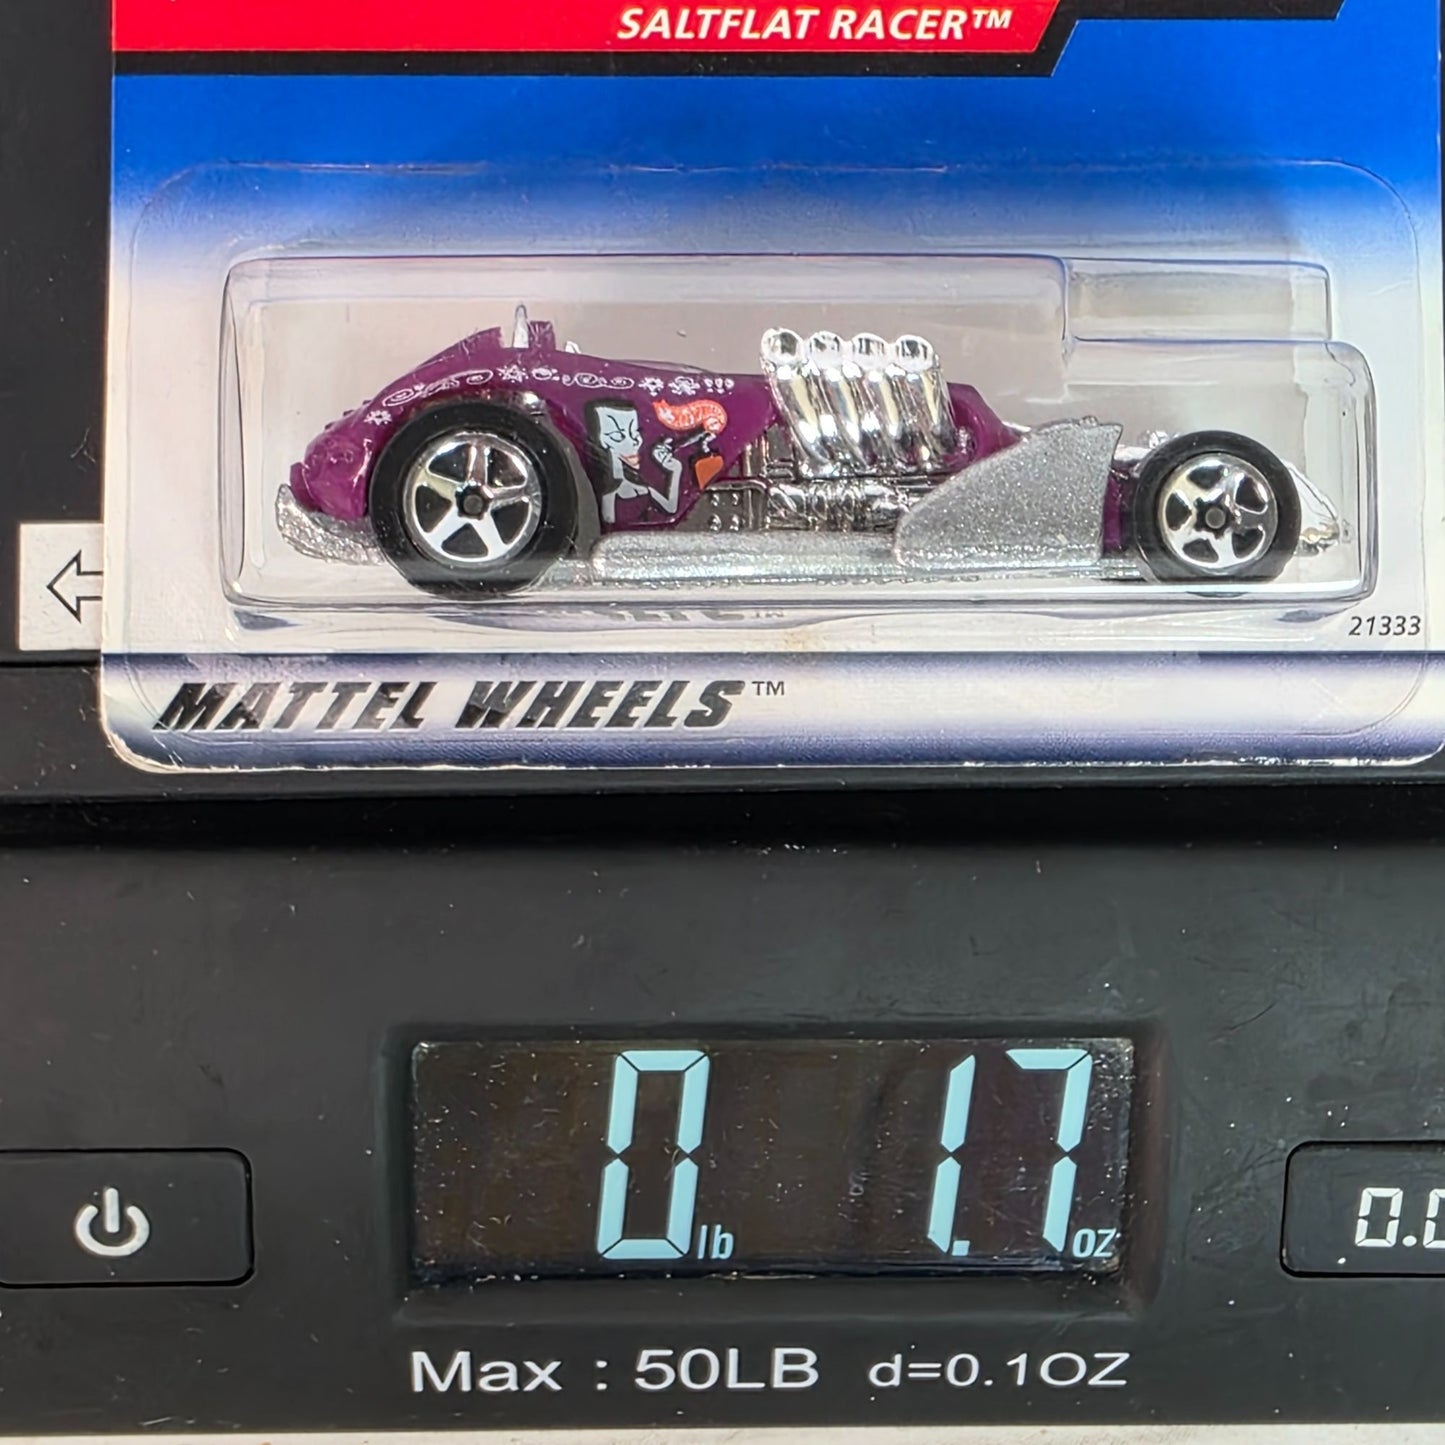 SALTFLAT RACER™
21333
MATTEL WHEELS™
0 lb 1.7 oz
Max : 50LB d=0.1OZ